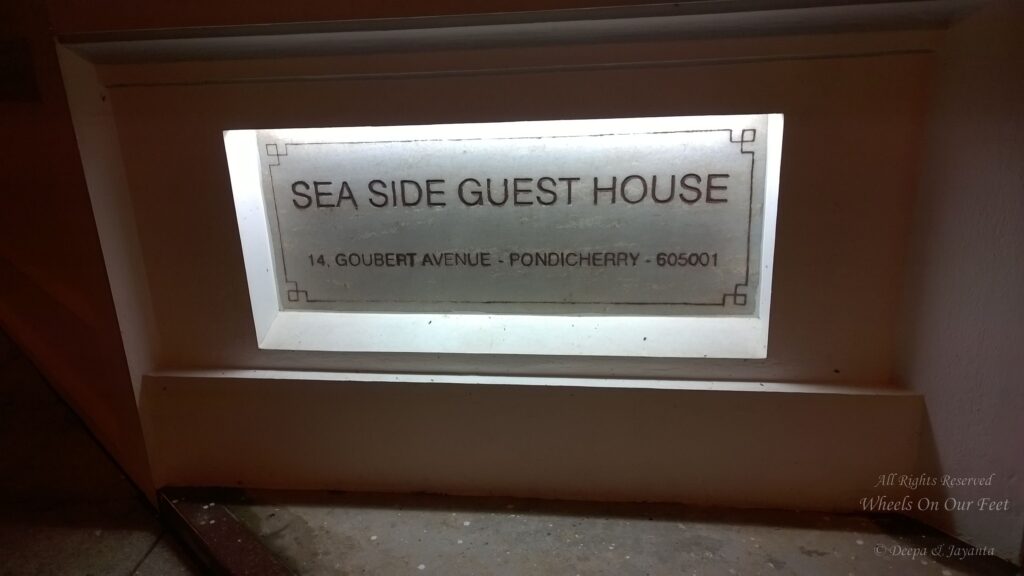 SEA SIDE GUEST HOUSE
14, GOUBERT AVENUE - PONDICHERRY - 605001
All Rights Reserved
Wheels On Our Feet
© Deepa & Jayanta